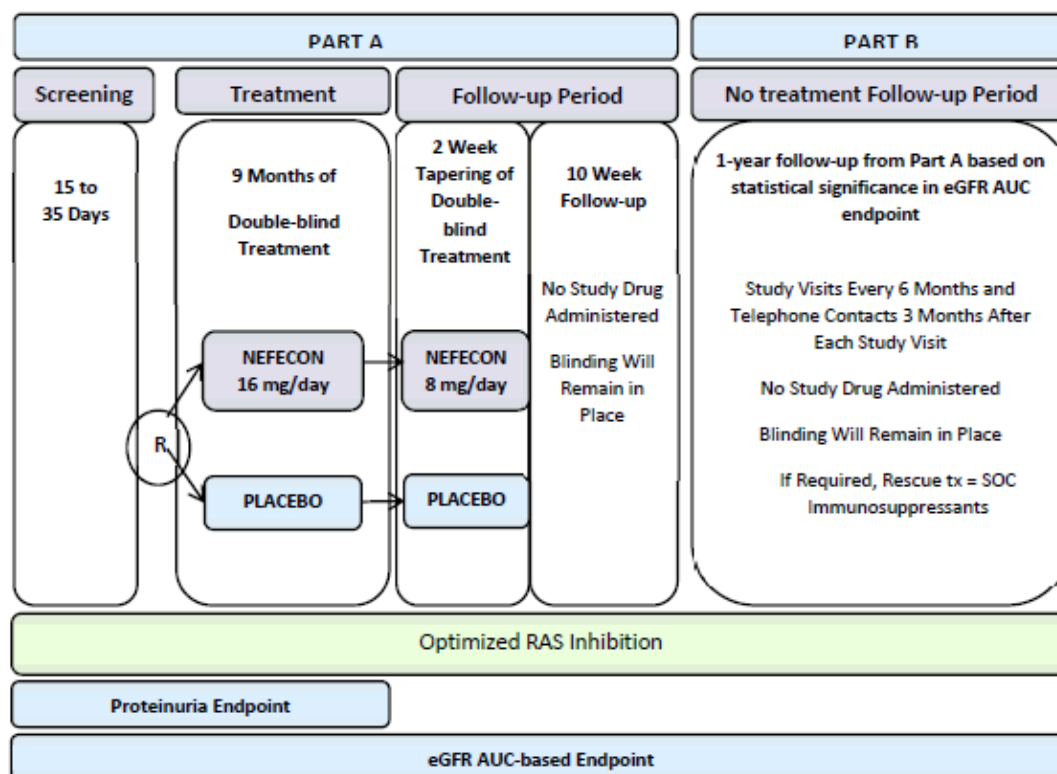 PART A
PART B
Screening
Treatment
Follow-up Period
No treatment Follow-up Period
15 to
35 Days
9 Months of
Double-blind
Treatment
2 Week
Tapering of
Double-
blind
Treatment
10 Week
Follow-up
No Study Drug
Administered
Blinding Will
Remain in
Place
1-year follow-up from Part A based on
statistical significance in eGFR AUC
endpoint
Study Visits Every 6 Months and
Telephone Contacts 3 Months After
Each Study Visit
No Study Drug Administered
Blinding Will Remain in Place
If Required, Rescue tx = SOC
Immunosuppressants
R
NEFECON
16 mg/day
NEFECON
8 mg/day
PLACEBO
PLACEBO
Optimized RAS Inhibition
Proteinuria Endpoint
eGFR AUC-based Endpoint